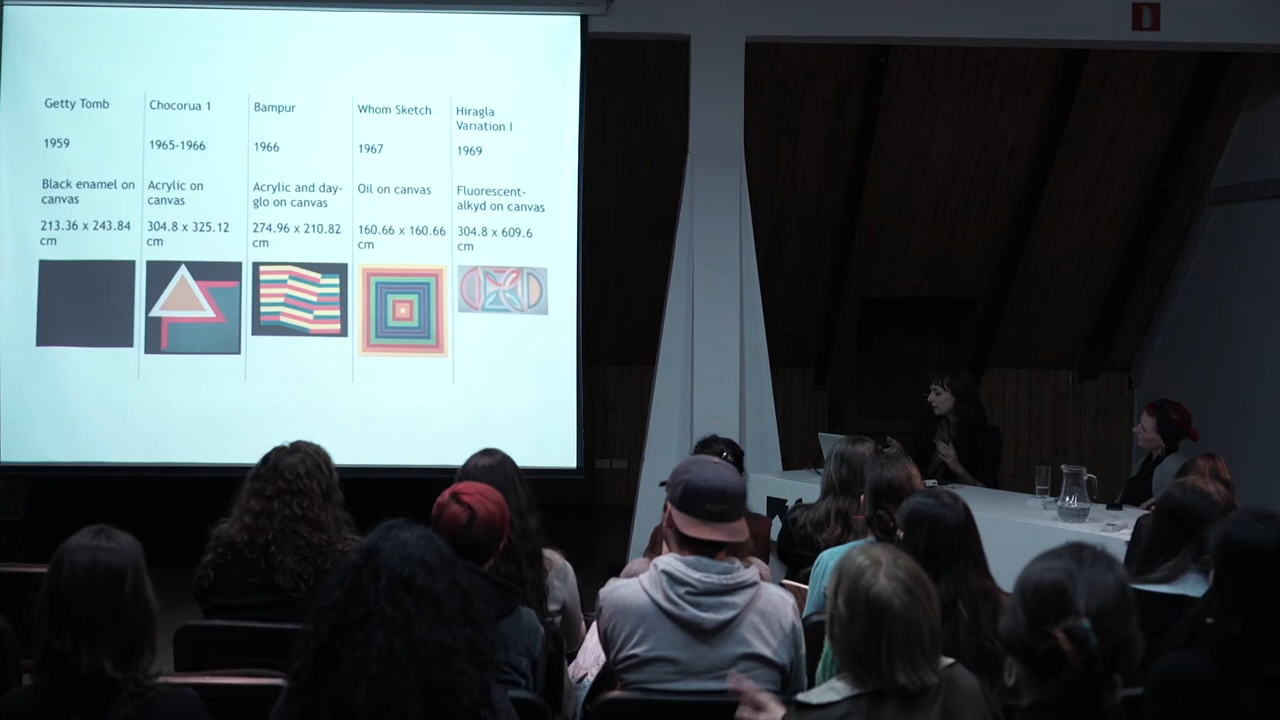 Getty Tomb
1959
Black enamel on
canvas
213.36 x 243.84
cm
Chocorua 1
1965-1966
Acrylic on
canvas
304.8 x 325.12
cm
Bampur
1966
Acrylic and day-
glo on canvas
274.96 x 210.82
cm
Whom Sketch
1967
Oil on canvas
160.66 x 160.66
cm
Hiragla
Variation I
1969
Fluorescent-
alkyd on canvas
304.8 x 609.6
cm